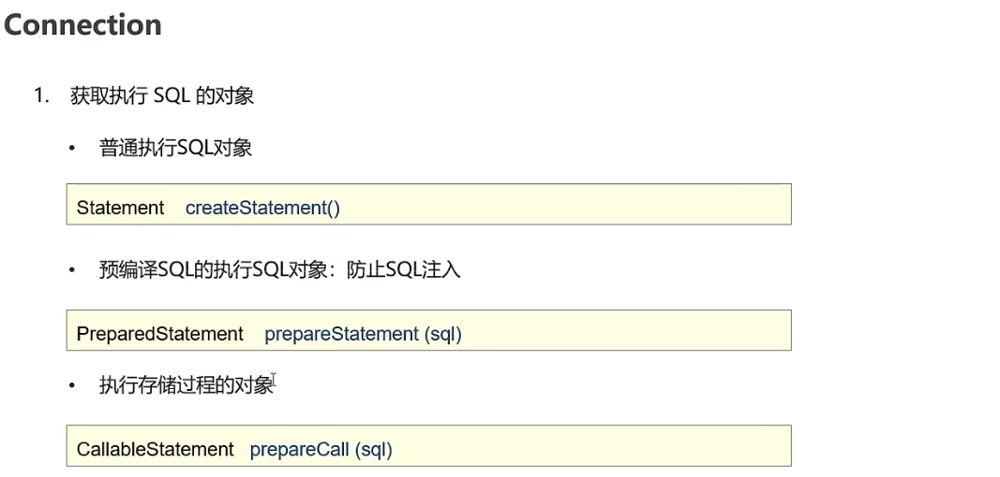 Connection
1. 获取执行 SQL 的对象
• 普通执行SQL对象
Statement createStatement()
• 预编译SQL的执行SQL对象：防止SQL注入
PreparedStatement prepareStatement (sql)
• 执行存储过程的对象
CallableStatement prepareCall (sql)